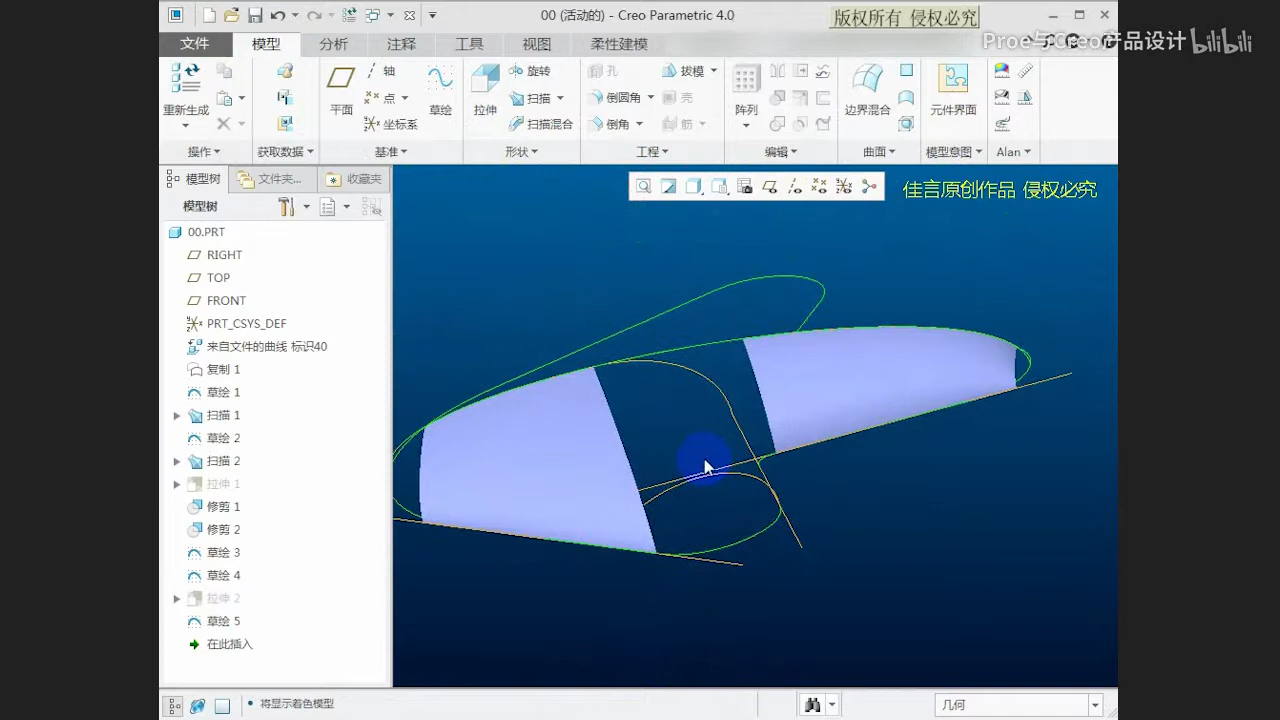 00 (活动的) - Creo Parametric 4.0
版权所有 侵权必究
Proe与Creo产品设计 bilibili
文件 模型 分析 注释 工具 视图 柔性建模
重新生成
平面
轴
点
坐标系
草绘
拉伸
旋转
扫描
扫描混合
孔
倒圆角
倒角
拔模
壳
筋
阵列
边界混合
元件界面
操作 获取数据 基准 形状 工程 编辑 曲面 模型意图 Alan
模型树 文件夹... 收藏夹
模型树
佳言原创作品 侵权必究
00.PRT
RIGHT
TOP
FRONT
PRT_CSYS_DEF
来自文件的曲线 标识40
复制 1
草绘 1
扫描 1
草绘 2
扫描 2
拉伸 1
修剪 1
修剪 2
草绘 3
草绘 4
拉伸 2
草绘 5
在此插入
将显示着色模型
几何